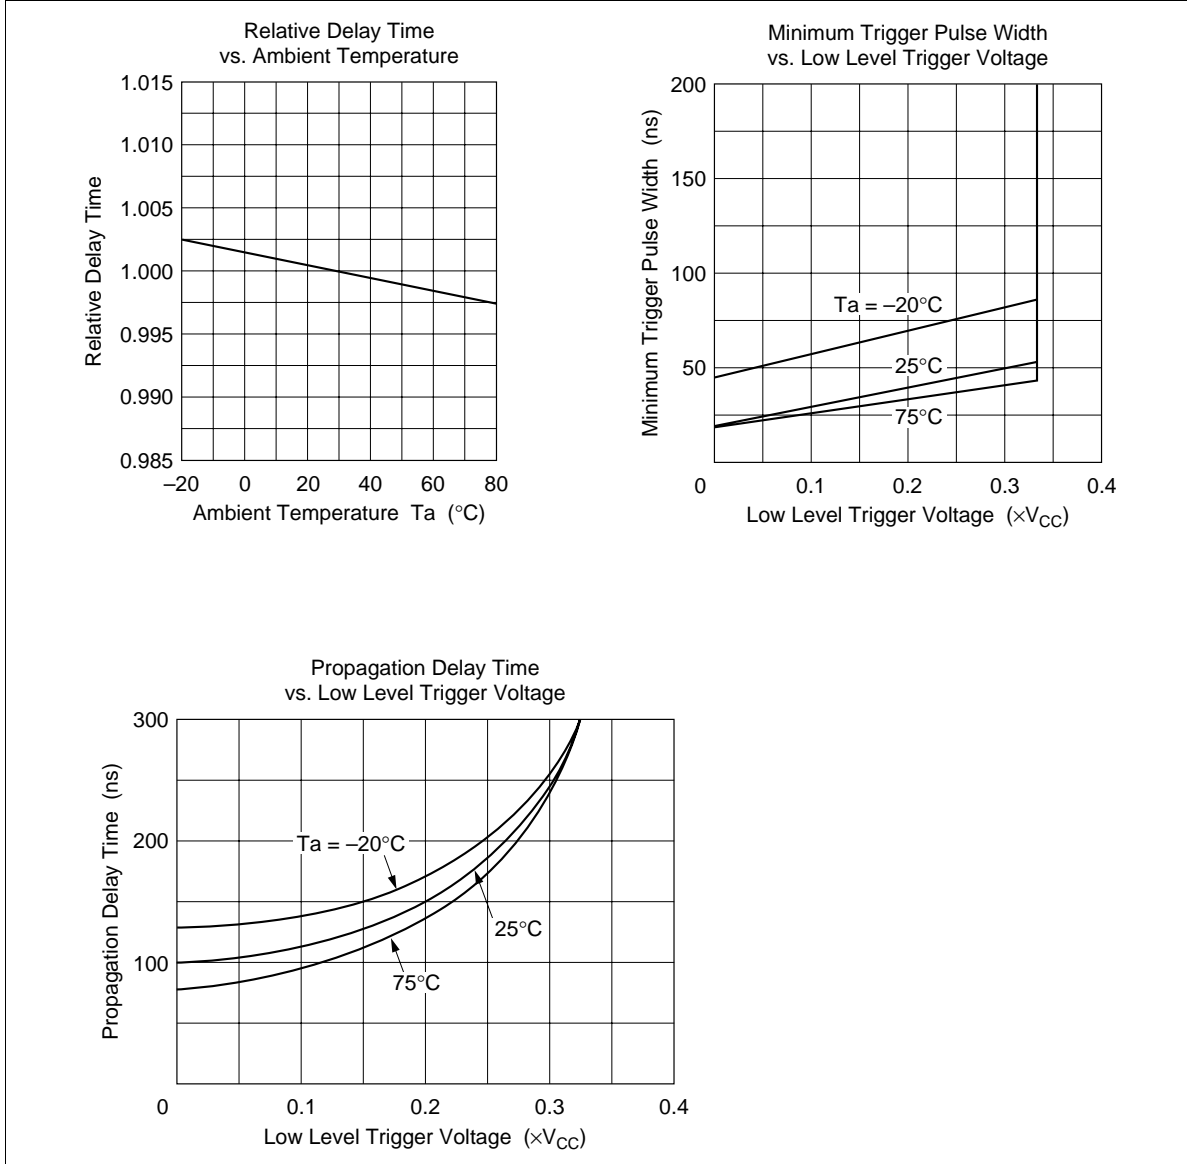 Relative Delay Time
vs. Ambient Temperature
1.015
1.010
1.005
1.000
0.995
0.990
0.985
Relative Delay Time
–20 0 20 40 60 80
Ambient Temperature Ta (°C)
Minimum Trigger Pulse Width
vs. Low Level Trigger Voltage
200
150
100
50
Minimum Trigger Pulse Width (ns)
Ta = –20°C
25°C
75°C
0 0.1 0.2 0.3 0.4
Low Level Trigger Voltage (×VCC)
Propagation Delay Time
vs. Low Level Trigger Voltage
300
200
100
Propagation Delay Time (ns)
Ta = –20°C
25°C
75°C
0 0.1 0.2 0.3 0.4
Low Level Trigger Voltage (×VCC)